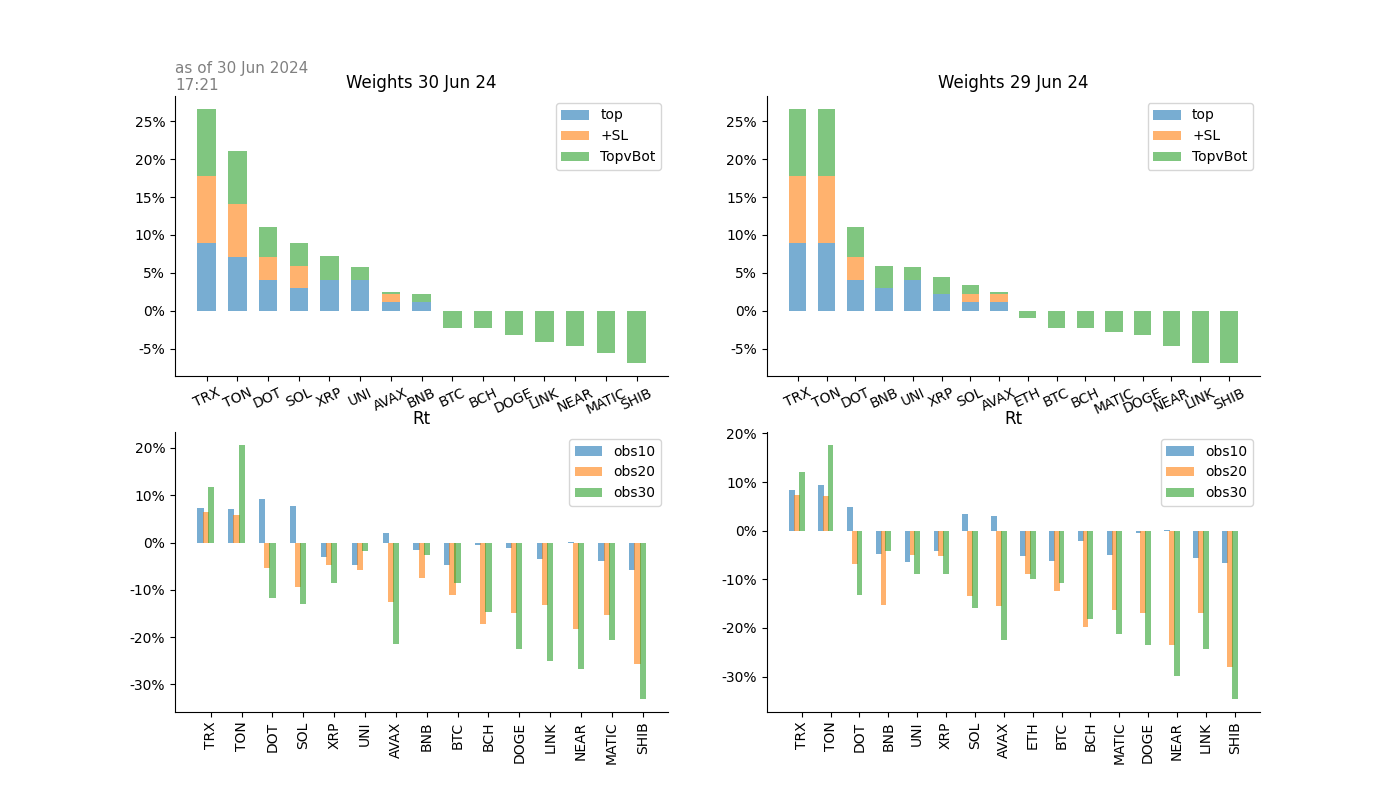 as of 30 Jun 2024
17:21
Weights 30 Jun 24
25%
20%
15%
10%
5%
0%
-5%
top
+SL
TopvBot
TRX TON DOT SOL XRP UNI AVAX BNB BTC BCH DOGE LINK NEAR MATIC SHIB
Weights 29 Jun 24
25%
20%
15%
10%
5%
0%
-5%
top
+SL
TopvBot
TRX TON DOT BNB UNI XRP SOL AVAX ETH BTC BCH MATIC DOGE NEAR LINK SHIB
Rt
20%
10%
0%
-10%
-20%
-30%
obs10
obs20
obs30
TRX TON DOT SOL XRP UNI AVAX BNB BTC BCH DOGE LINK NEAR MATIC SHIB
Rt
20%
10%
0%
-10%
-20%
-30%
obs10
obs20
obs30
TRX TON DOT BNB UNI XRP SOL AVAX ETH BTC BCH MATIC DOGE NEAR LINK SHIB